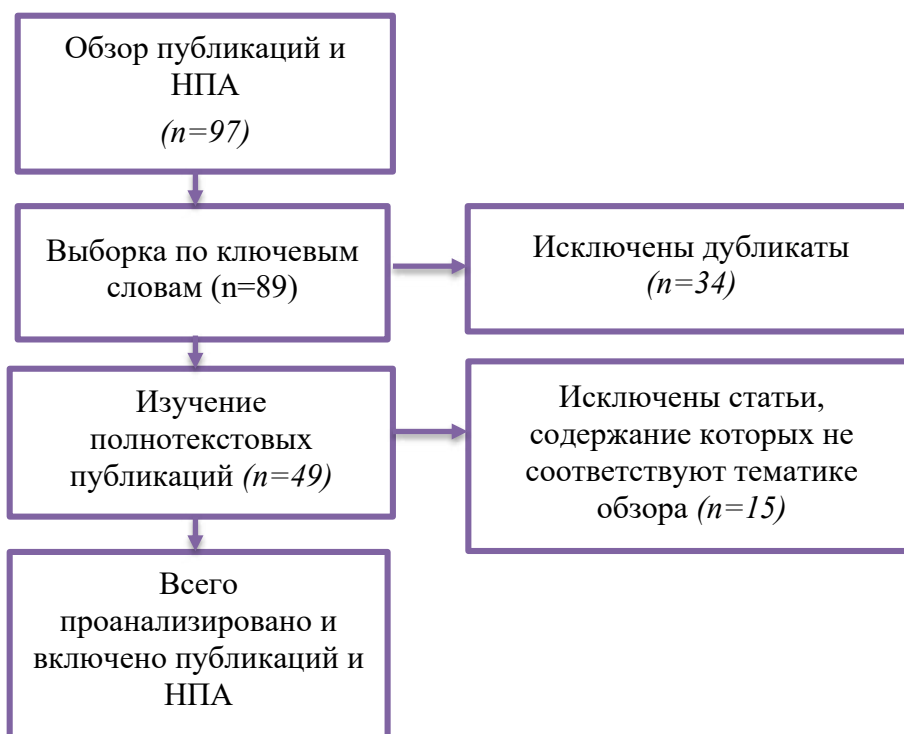 Обзор публикаций и
НПА
(n=97)
Выборка по ключевым
словам (n=89)
Исключены дубликаты
(n=34)
Изучение
полнотекстовых
публикаций (n=49)
Исключены статьи,
содержание которых не
соответствуют тематике
обзора (n=15)
Всего
проанализировано и
включено публикаций и
НПА